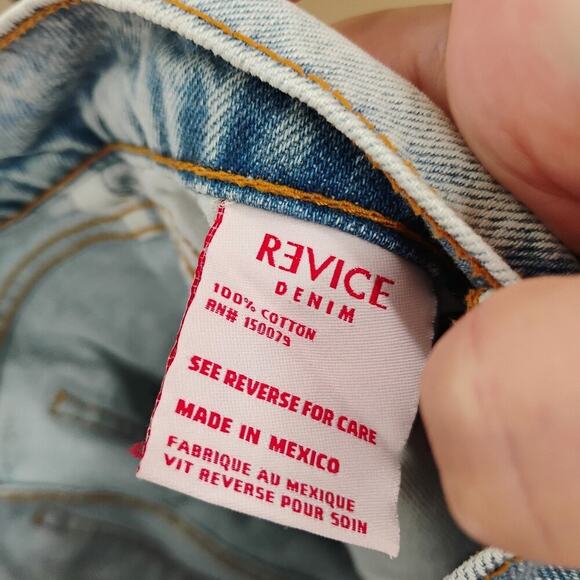 RƎVICE
DENIM
100% COTTON
RN# 150079
SEE REVERSE FOR CARE
MADE IN MEXICO
FABRIQUE AU MEXIQUE
VIT REVERSE POUR SOIN